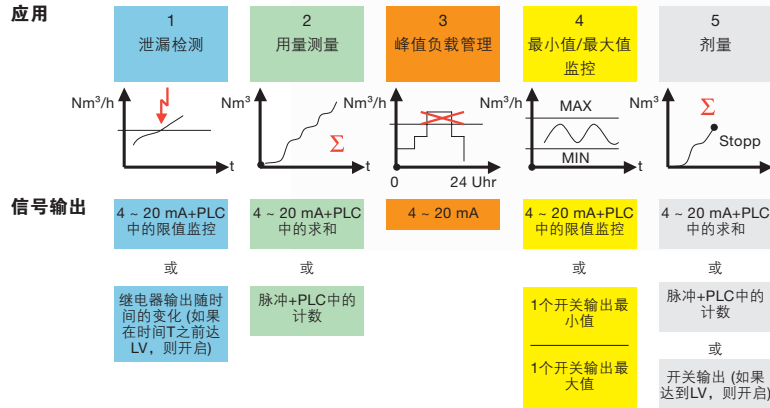 应用
1
泄漏检测
2
用量测量
3
峰值负载管理
4
最小值/最大值
监控
5
剂量
Nm³/h
t
Nm³
Σ
t
Nm³/h
0
24 Uhr
Nm³/h
MAX
MIN
t
Nm³
Σ
Stopp
t
信号输出
4 ~ 20 mA+PLC
中的限值监控
或
继电器输出随时
间的变化 (如果
在时间T之前达
LV，则开启)
4 ~ 20 mA+PLC
中的求和
或
脉冲+PLC中的
计数
4 ~ 20 mA
4 ~ 20 mA+PLC
中的限值监控
或
1个开关输出最
小值
1个开关输出最
大值
4 ~ 20 mA+PLC
中的求和
或
脉冲+PLC中的
计数
或
开关输出 (如果
达到LV，则开启)